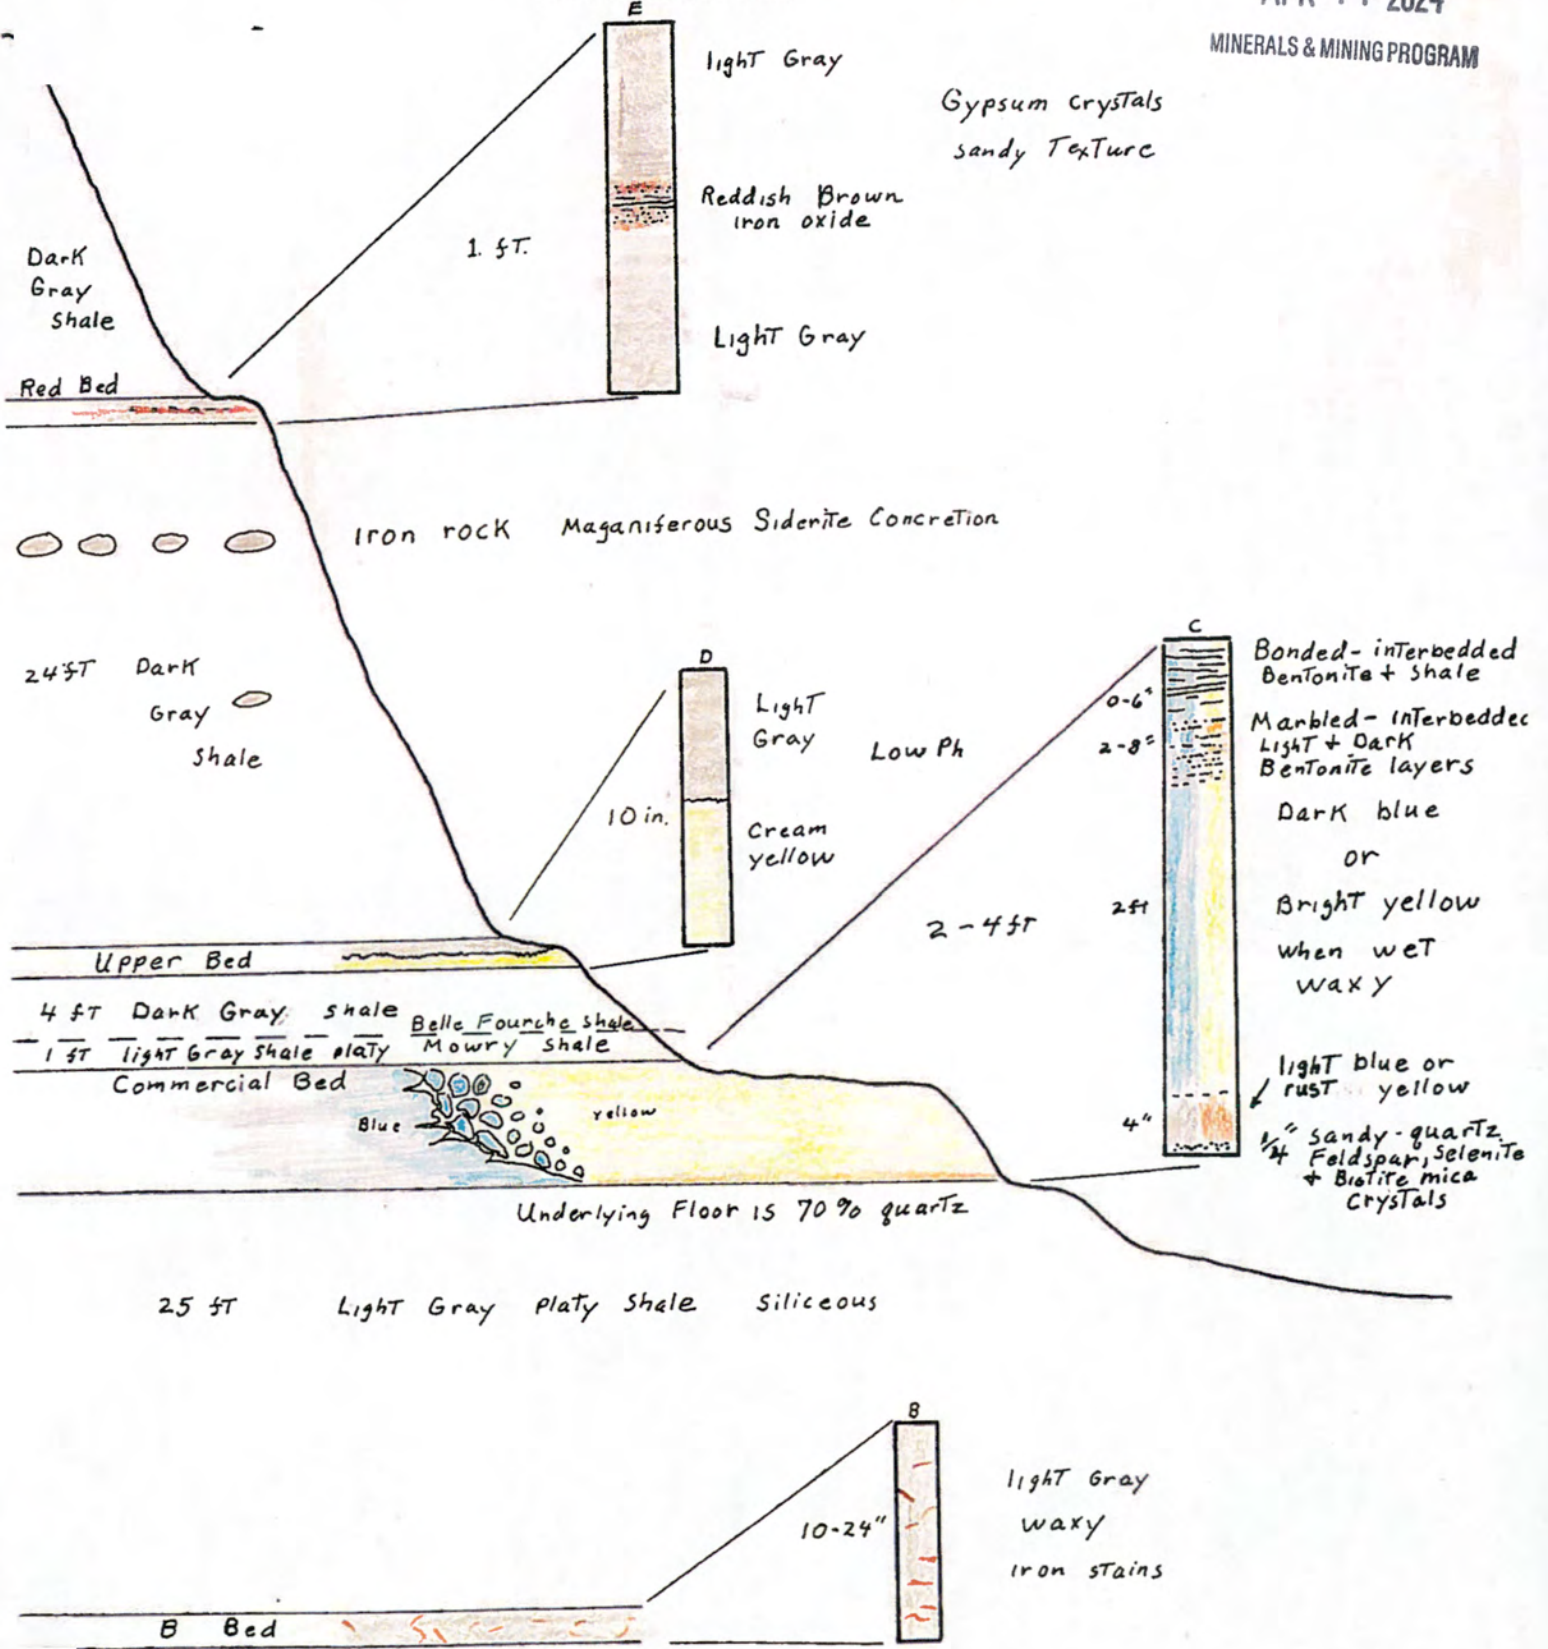 E
2024
MINERALS & MINING PROGRAM
light Gray
Gypsum crystals
sandy Texture
Reddish Brown
iron oxide
1. ft.
Dark
Gray
Shale
Light Gray
Red Bed
Iron rock Maganiferous Siderite Concretion
24 ft Dark
Gray
Shale
D
Light
Gray
Low Ph
10 in.
Cream
yellow
C
Bonded - interbedded
Bentonite + Shale
0-6"
Marbled - interbedded
2-8"
Light + Dark
Bentonite layers
Dark blue
or
2 ft
Bright yellow
when wet
waxy
2 - 4 ft
light blue or
rust yellow
4"
1/4" sandy - quartz
Feldspar, Selenite
+ Biotite mica
Crystals
Upper Bed
4 ft Dark Gray shale
Belle Fourche shale
1 ft light Gray shale platy
Mowry shale
Commercial Bed
Blue
yellow
Underlying Floor is 70% quartz
25 ft Light Gray Platy Shale Siliceous
B
light Gray
10-24"
waxy
iron stains
B Bed